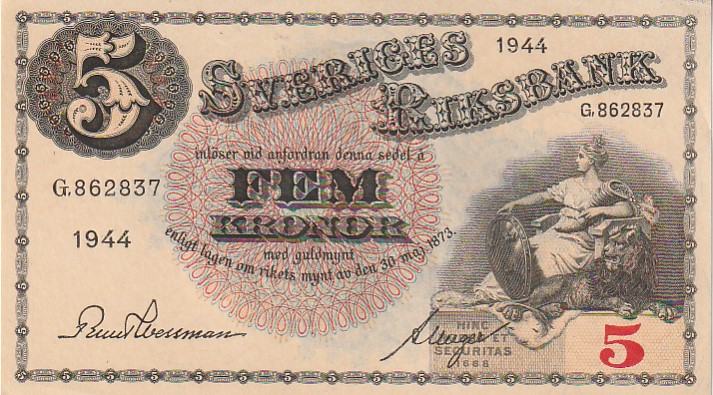 5
SVERIGES
RIKSBANK
1944
G.862837
inlöser vid anfordran denna sedel å
G.862837
FEM
KRONOR
1944
med guldmynt
enligt lagen om rikets mynt av den 30 maj 1873.
HINC
ET
SECURITAS
1668
5